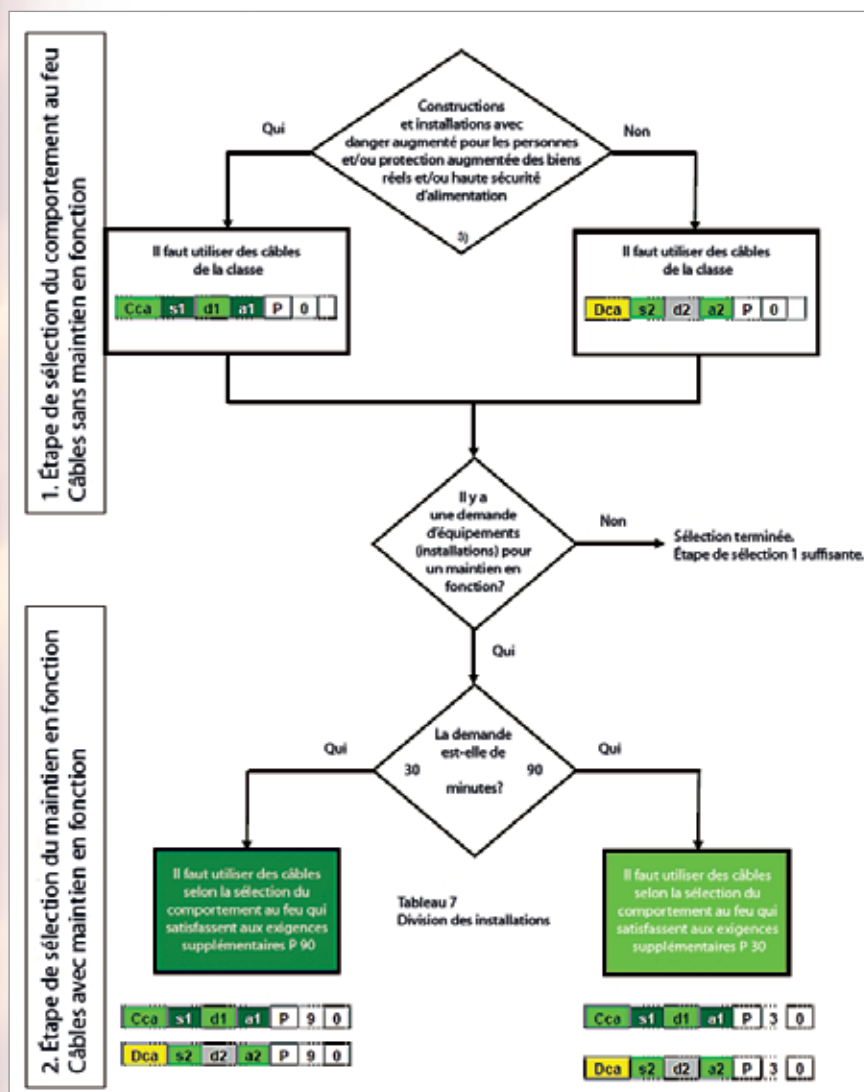 1. Étape de sélection du comportement au feu
Câbles sans maintien en fonction
Constructions
et installations avec
danger augmenté pour les personnes
et/ou protection augmentée des biens
réels et/ou haute sécurité
d'alimentation
Qui
Non
Il faut utiliser des câbles
de la classe
Cca s1 d1 a1 P 0
Il faut utiliser des câbles
de la classe
Dca s2 d2 a2 P 0
Il y a
une demande
d'équipements
(installations) pour
un maintien en
fonction?
Non
Sélection terminée.
Étape de sélection 1 suffisante.
Qui
2. Étape de sélection du maintien en fonction
Câbles avec maintien en fonction
La demande
est-elle de
30 90
minutes?
Qui
Qui
Il faut utiliser des câbles
selon la sélection du
comportement au feu qui
satisfassent aux exigences
supplémentaires P 90
Tableau 7
Division des installations
Il faut utiliser des câbles
selon la sélection du
comportement au feu qui
satisfassent aux exigences
supplémentaires P 30
Cca s1 d1 a1 P 9 0
Dca s2 d2 a2 P 9 0
Cca s1 d1 a1 P 3 0
Dca s2 d2 a2 P 3 0